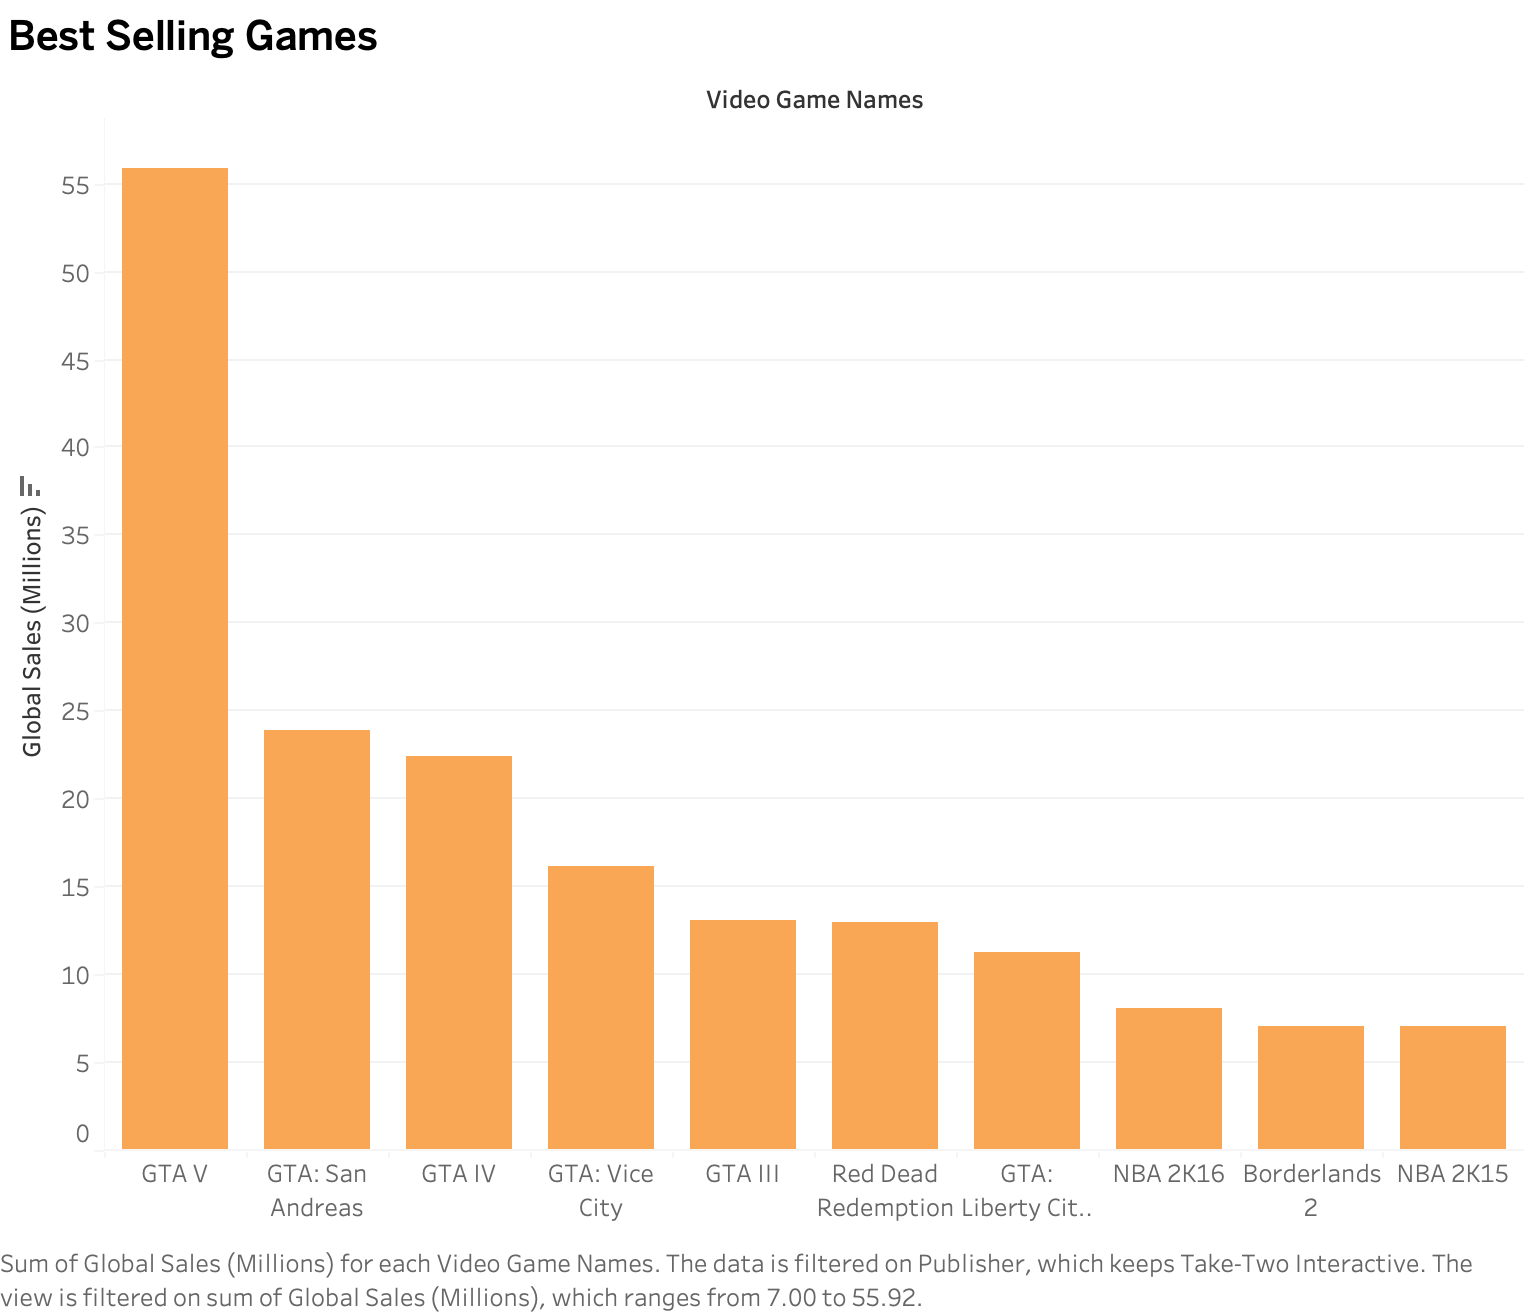 Best Selling Games
Video Game Names
Global Sales (Millions)
55
50
45
40
35
30
25
20
15
10
5
0
GTA V
GTA: San
Andreas
GTA IV
GTA: Vice
City
GTA III
Red Dead
Redemption
GTA:
Liberty Cit..
NBA 2K16
Borderlands
2
NBA 2K15
Sum of Global Sales (Millions) for each Video Game Names. The data is filtered on Publisher, which keeps Take-Two Interactive. The
view is filtered on sum of Global Sales (Millions), which ranges from 7.00 to 55.92.